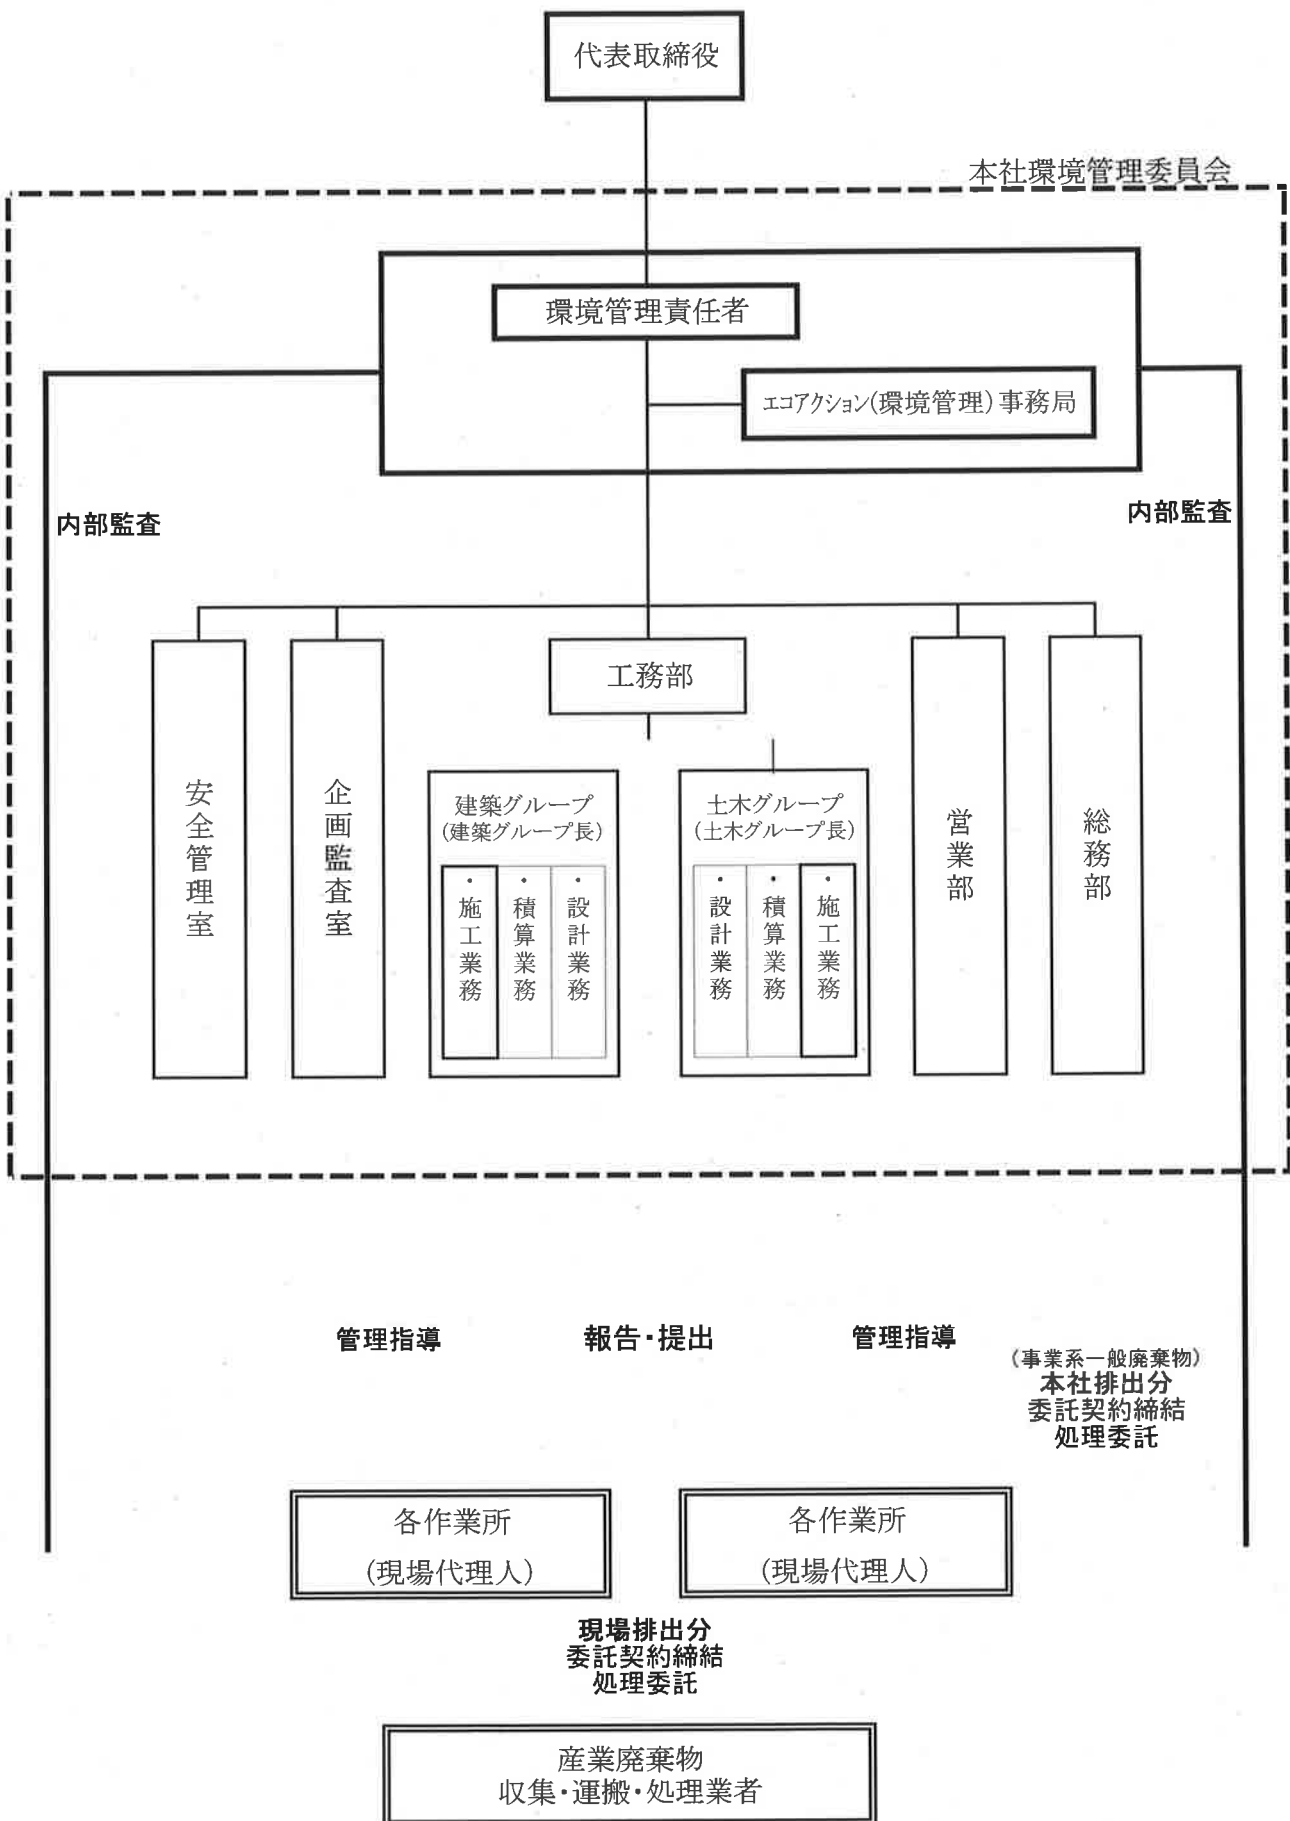 代表取締役
本社環境管理委員会
環境管理責任者
エコアクション(環境管理)事務局
内部監査
内部監査
工務部
安全管理室
企画監査室
建築グループ
(建築グループ長)
・施工業務
・積算業務
・設計業務
土木グループ
(土木グループ長)
・設計業務
・積算業務
・施工業務
営業部
総務部
管理指導
報告・提出
管理指導
(事業系一般廃棄物)
本社排出分
委託契約締結
処理委託
各作業所
(現場代理人)
各作業所
(現場代理人)
現場排出分
委託契約締結
処理委託
産業廃棄物
収集・運搬・処理業者